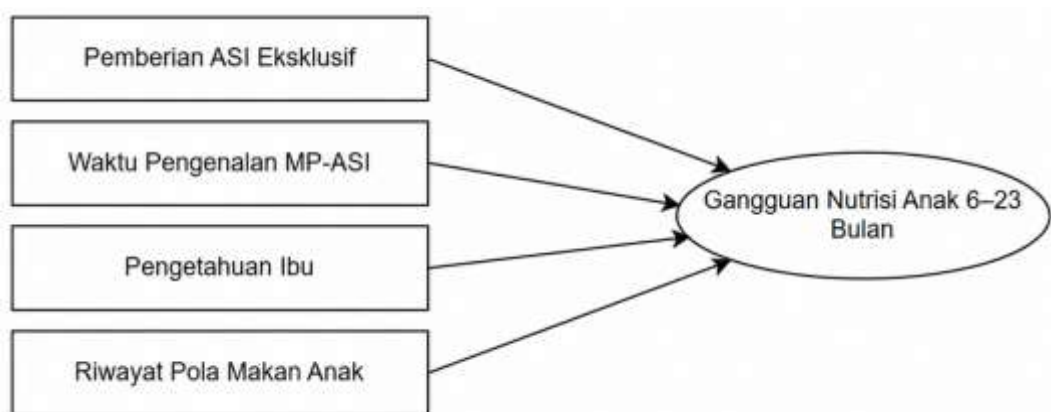 Pemberian ASI Eksklusif
Waktu Pengenalan MP-ASI
Pengetahuan Ibu
Riwayat Pola Makan Anak
Gangguan Nutrisi Anak 6–23
Bulan